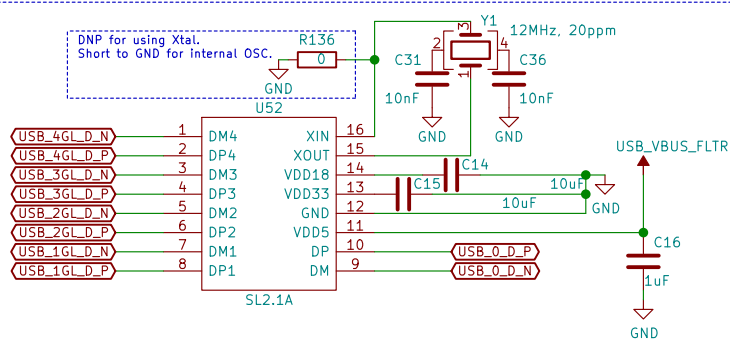 DNP for using Xtal.
Short to GND for internal OSC.
R136
0
GND
Y1
12MHz, 20ppm
3
2
4
1
C31
10nF
GND
C36
10nF
GND
U52
USB_4GL_D_N 1 DM4 XIN 16
USB_4GL_D_P 2 DP4 XOUT 15
USB_3GL_D_N 3 DM3 VDD18 14
USB_3GL_D_P 4 DP3 VDD33 13
USB_2GL_D_N 5 DM2 GND 12
USB_2GL_D_P 6 DP2 VDD5 11
USB_1GL_D_N 7 DM1 DP 10 USB_0_D_P
USB_1GL_D_P 8 DP1 DM 9 USB_0_D_N
SL2.1A
C14
10uF
C15
10uF
GND
USB_VBUS_FLTR
C16
1uF
GND